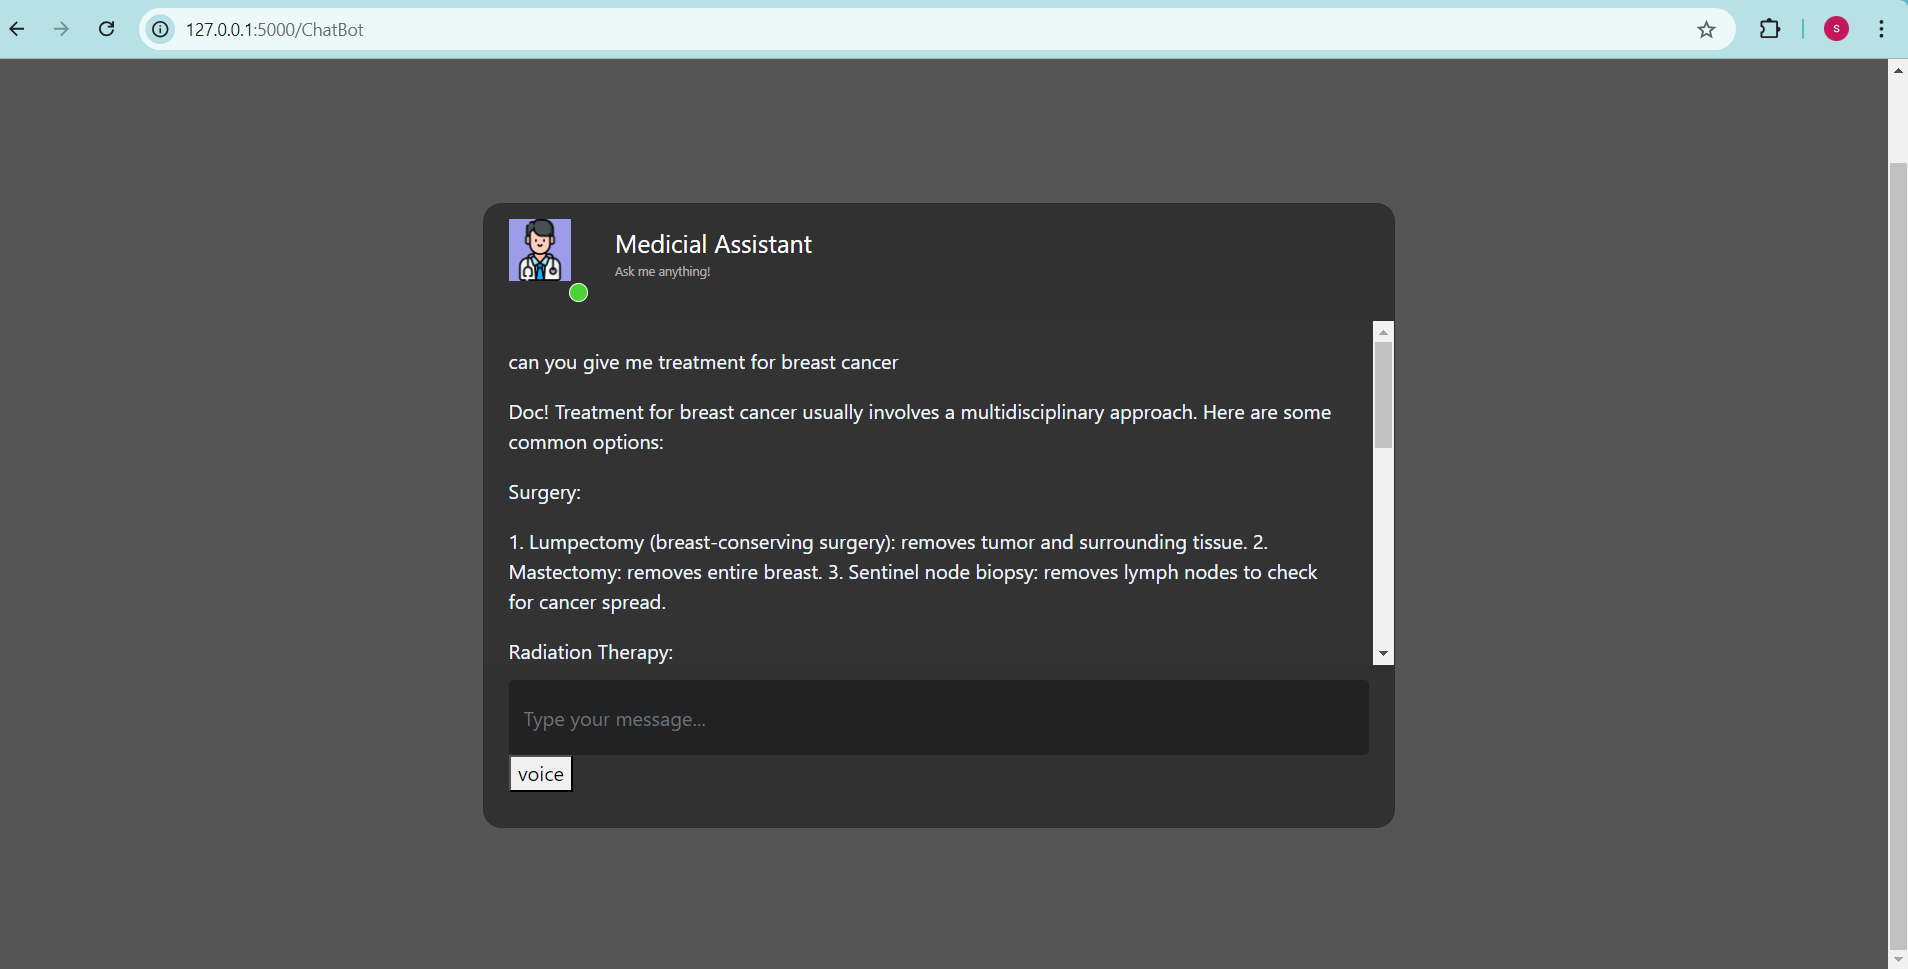 127.0.0.1:5000/ChatBot
s
Medicial Assistant
Ask me anything!
can you give me treatment for breast cancer
Doc! Treatment for breast cancer usually involves a multidisciplinary approach. Here are some
common options:
Surgery:
1. Lumpectomy (breast-conserving surgery): removes tumor and surrounding tissue. 2.
Mastectomy: removes entire breast. 3. Sentinel node biopsy: removes lymph nodes to check
for cancer spread.
Radiation Therapy:
Type your message...
voice